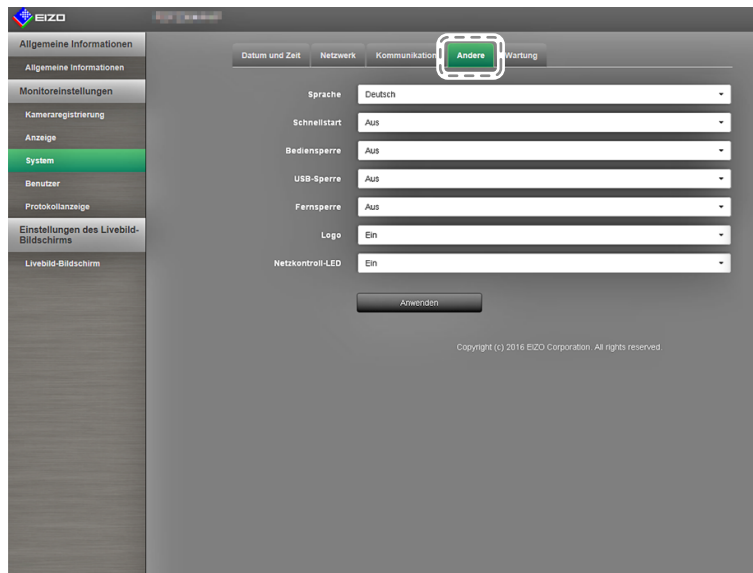 EIZO
Allgemeine Informationen
Allgemeine Informationen
Monitoreinstellungen
Kameraregistrierung
Anzeige
System
Benutzer
Protokollanzeige
Einstellungen des Livebild-
Bildschirms
Livebild-Bildschirm
Datum und Zeit Netzwerk Kommunikation Andere Wartung
Sprache Deutsch
Schnellstart Aus
Bediensperre Aus
USB-Sperre Aus
Fernsperre Aus
Logo Ein
Netzkontroll-LED Ein
Anwenden
Copyright (c) 2016 EIZO Corporation. All rights reserved.